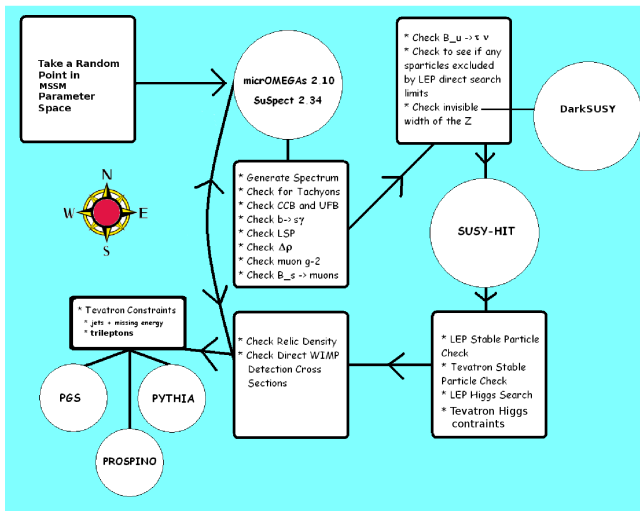 Take a Random
Point in
MSSM
Parameter
Space
micrOMEGAs 2.10
SuSpect 2.34
* Check B_u -> τ ν
* Check to see if any
sparticles excluded
by LEP direct search
limits
* Check invisible
width of the Z
DarkSUSY
* Generate Spectrum
* Check for Tachyons
* Check CCB and UFB
* Check b-> sγ
* Check LSP
* Check Δρ
* Check muon g-2
* Check B_s -> muons
N
W E
S
SUSY-HIT
* Tevatron Constraints
* jets + missing energy
* trileptons
PGS
PYTHIA
PROSPINO
* Check Relic Density
* Check Direct WIMP
Detection Cross
Sections
* LEP Stable Particle
Check
* Tevatron Stable
Particle Check
* LEP Higgs Search
* Tevatron Higgs
contraints